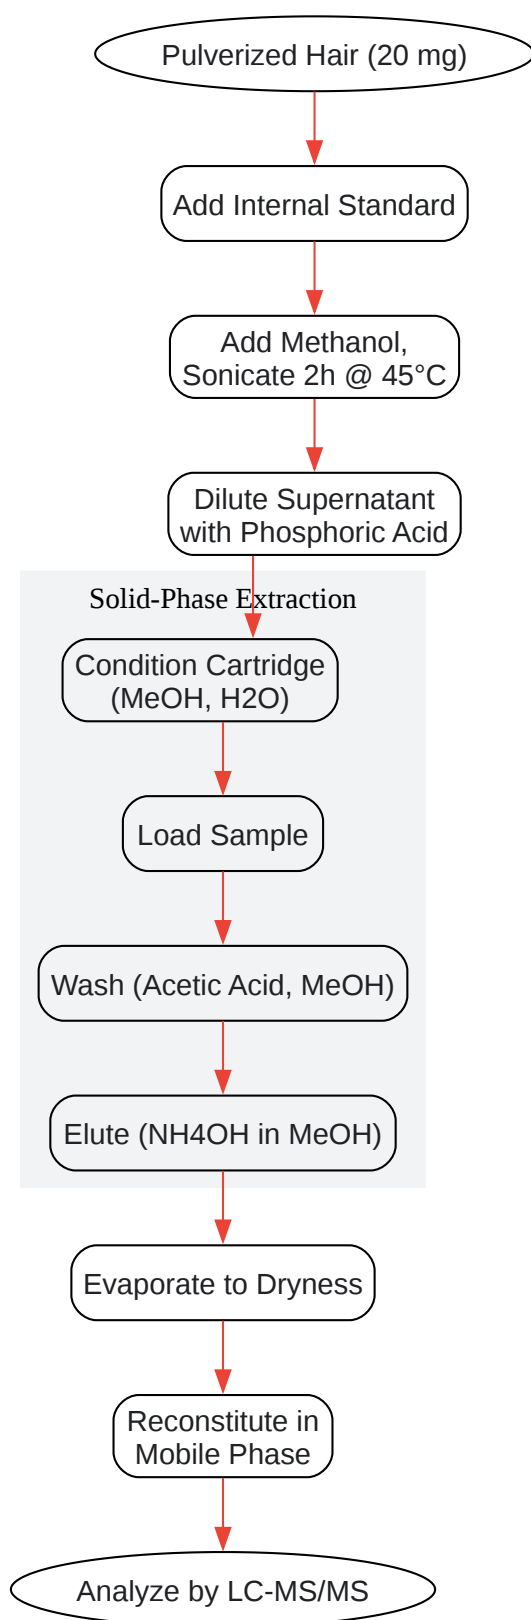 Pulverized Hair (20 mg)
Add Internal Standard
Add Methanol,
Sonicate 2h @ 45°C
Dilute Supernatant
with Phosphoric Acid
Solid-Phase Extraction
Condition Cartridge
(MeOH, H2O)
Load Sample
Wash (Acetic Acid, MeOH)
Elute (NH4OH in MeOH)
Evaporate to Dryness
Reconstitute in
Mobile Phase
Analyze by LC-MS/MS